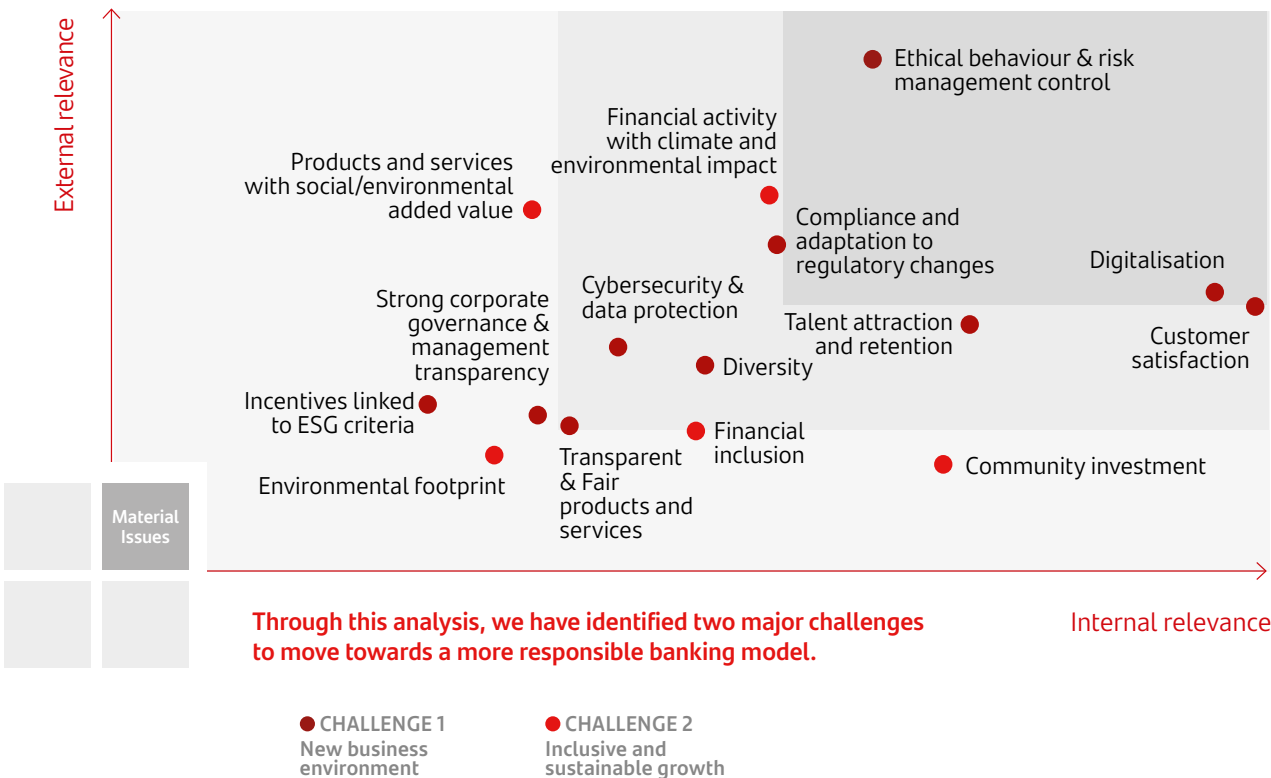 External relevance
Ethical behaviour & risk
management control
Financial activity
with climate and
environmental impact
Products and services
with social/environmental
added value
Compliance and
adaptation to
regulatory changes
Digitalisation
Cybersecurity &
data protection
Strong corporate
governance &
management
transparency
Talent attraction
and retention
Customer
satisfaction
Diversity
Incentives linked
to ESG criteria
Financial
inclusion
Transparent
& Fair
products and
services
Community investment
Environmental footprint
Material
Issues
Through this analysis, we have identified two major challenges
to move towards a more responsible banking model.
Internal relevance
CHALLENGE 1
New business
environment
CHALLENGE 2
Inclusive and
sustainable growth